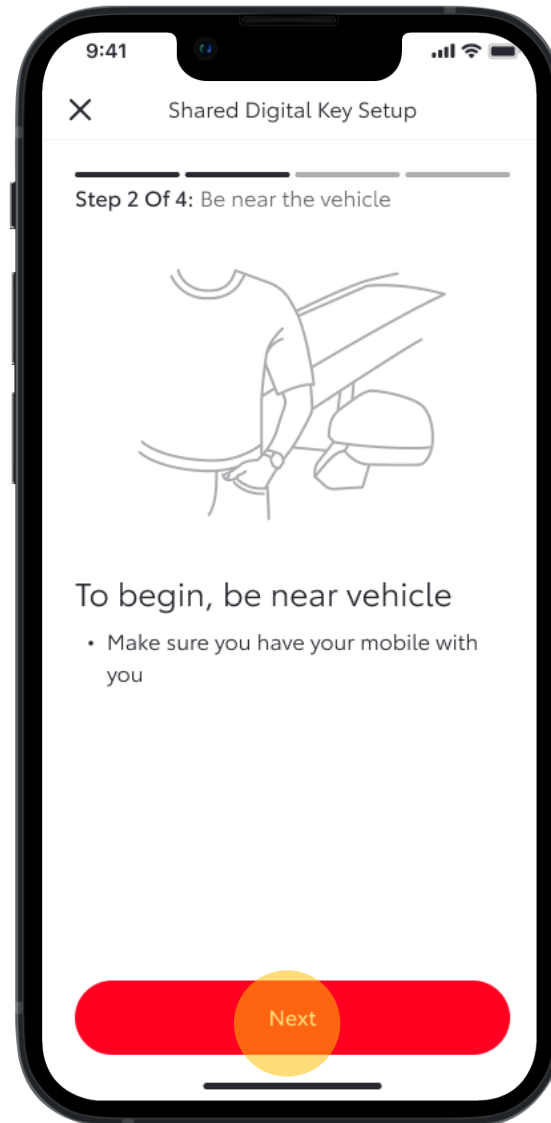 9:41
Shared Digital Key Setup
Step 2 Of 4: Be near the vehicle
To begin, be near vehicle
• Make sure you have your mobile with
you
Next